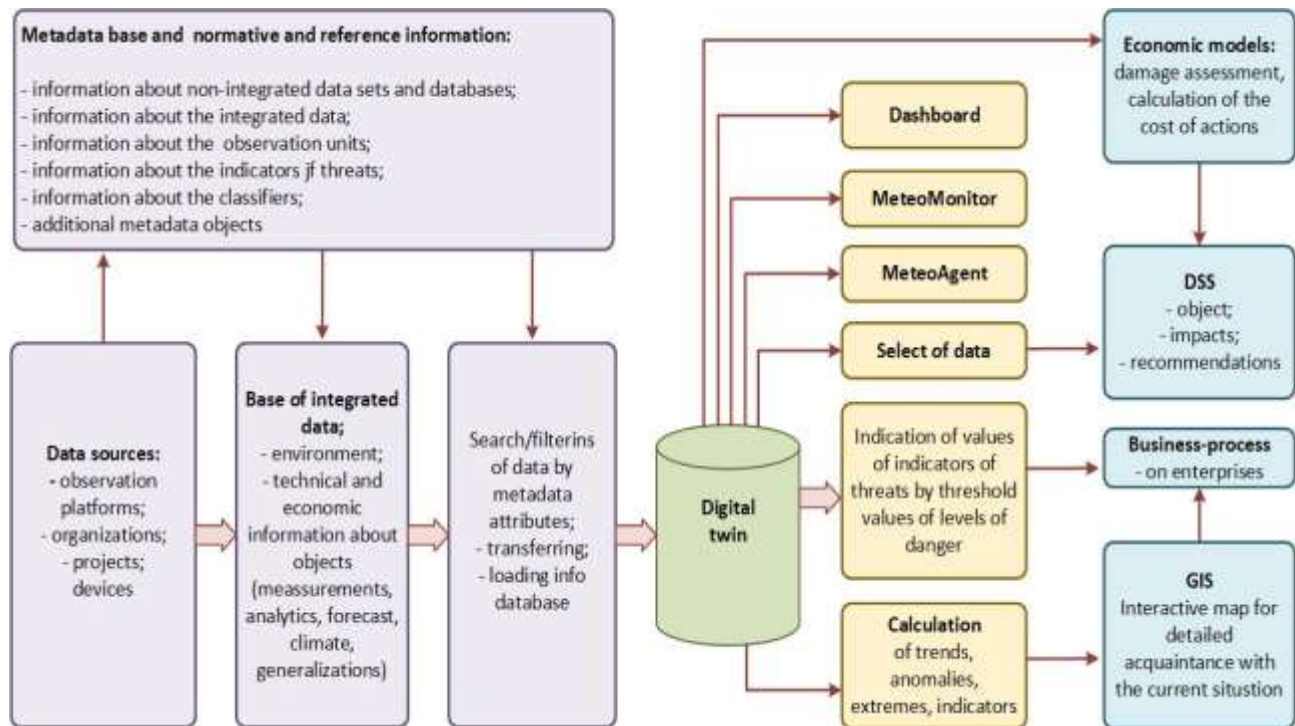 Metadata base and normative and reference information:
- information about non-integrated data sets and databases;
- information about the integrated data;
- information about the observation units;
- information about the indicators jf threats;
- information about the classifiers;
- additional metadata objects
Data sources:
- observation
platforms;
- organizations;
- projects;
devices
Base of integrated
data;
- environment;
- technical and
economic
information about
objects
(meassurements,
analytics, forecast,
climate,
generalizations)
Search/filterins
of data by
metadata
attributes;
- transferring;
- loading info
database
Digital
twin
Dashboard
MeteoMonitor
MeteoAgent
Select of data
Indication of values
of indicators of
threats by threshold
values of levels of
danger
Calculation
of trends,
anomalies,
extremes, indicators
Economic models:
damage assessment,
calculation of the
cost of actions
DSS
- object;
- impacts;
- recommendations
Business-process
- on enterprises
GIS
Interactive map for
detailed
acquaintance with
the current situstion